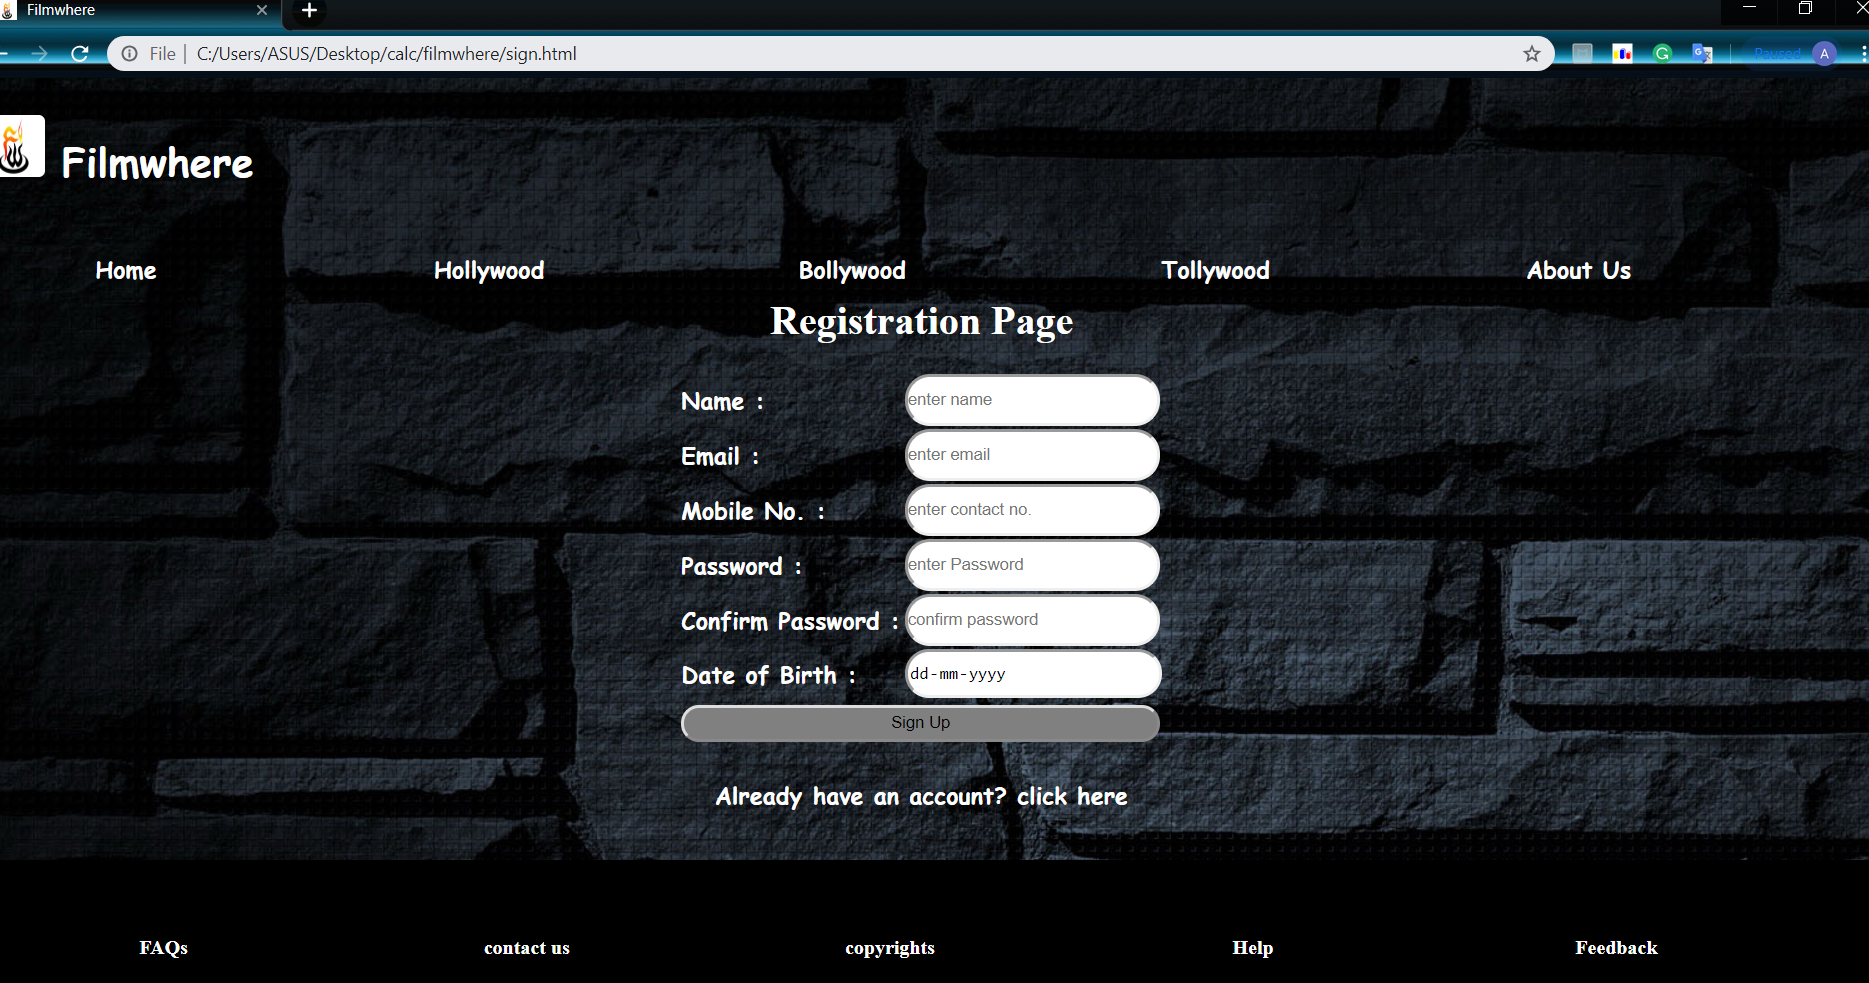 Filmwhere
File | C:/Users/ASUS/Desktop/calc/filmwhere/sign.html
Paused A
Filmwhere
Home Hollywood Bollywood Tollywood About Us
Registration Page
Name : enter name
Email : enter email
Mobile No. : enter contact no.
Password : enter Password
Confirm Password : confirm password
Date of Birth : dd-mm-yyyy
Sign Up
Already have an account? click here
FAQs contact us copyrights Help Feedback